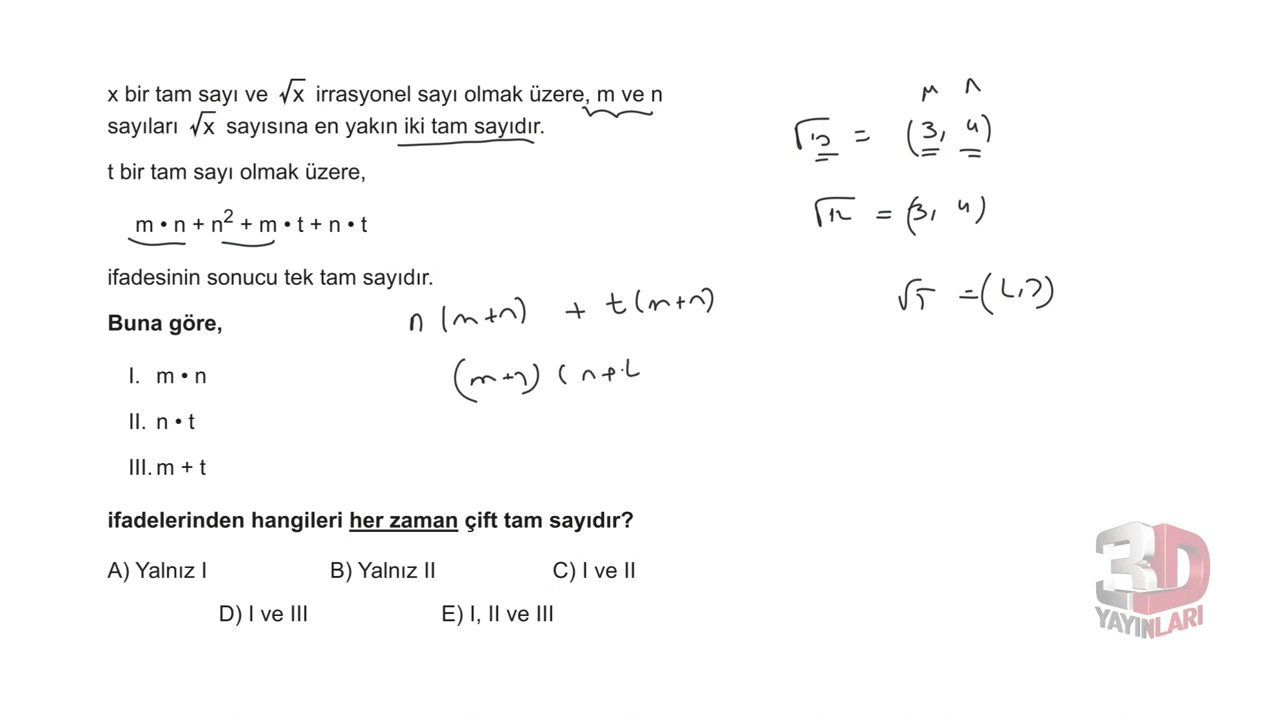 x bir tam sayı ve √x irrasyonel sayı olmak üzere, m ve n
sayıları √x sayısına en yakın iki tam sayıdır.
t bir tam sayı olmak üzere,
m • n + n² + m • t + n • t
ifadesinin sonucu tek tam sayıdır.
Buna göre,
I. m • n
II. n • t
III. m + t
ifadelerinden hangileri her zaman çift tam sayıdır?
A) Yalnız I B) Yalnız II C) I ve II
D) I ve III E) I, II ve III
n (m+n) + t (m+n)
(m+n) (n+t
m n
= (3, 4)
√12 = (3, 4)
√5 =
3D
YAYINLARI